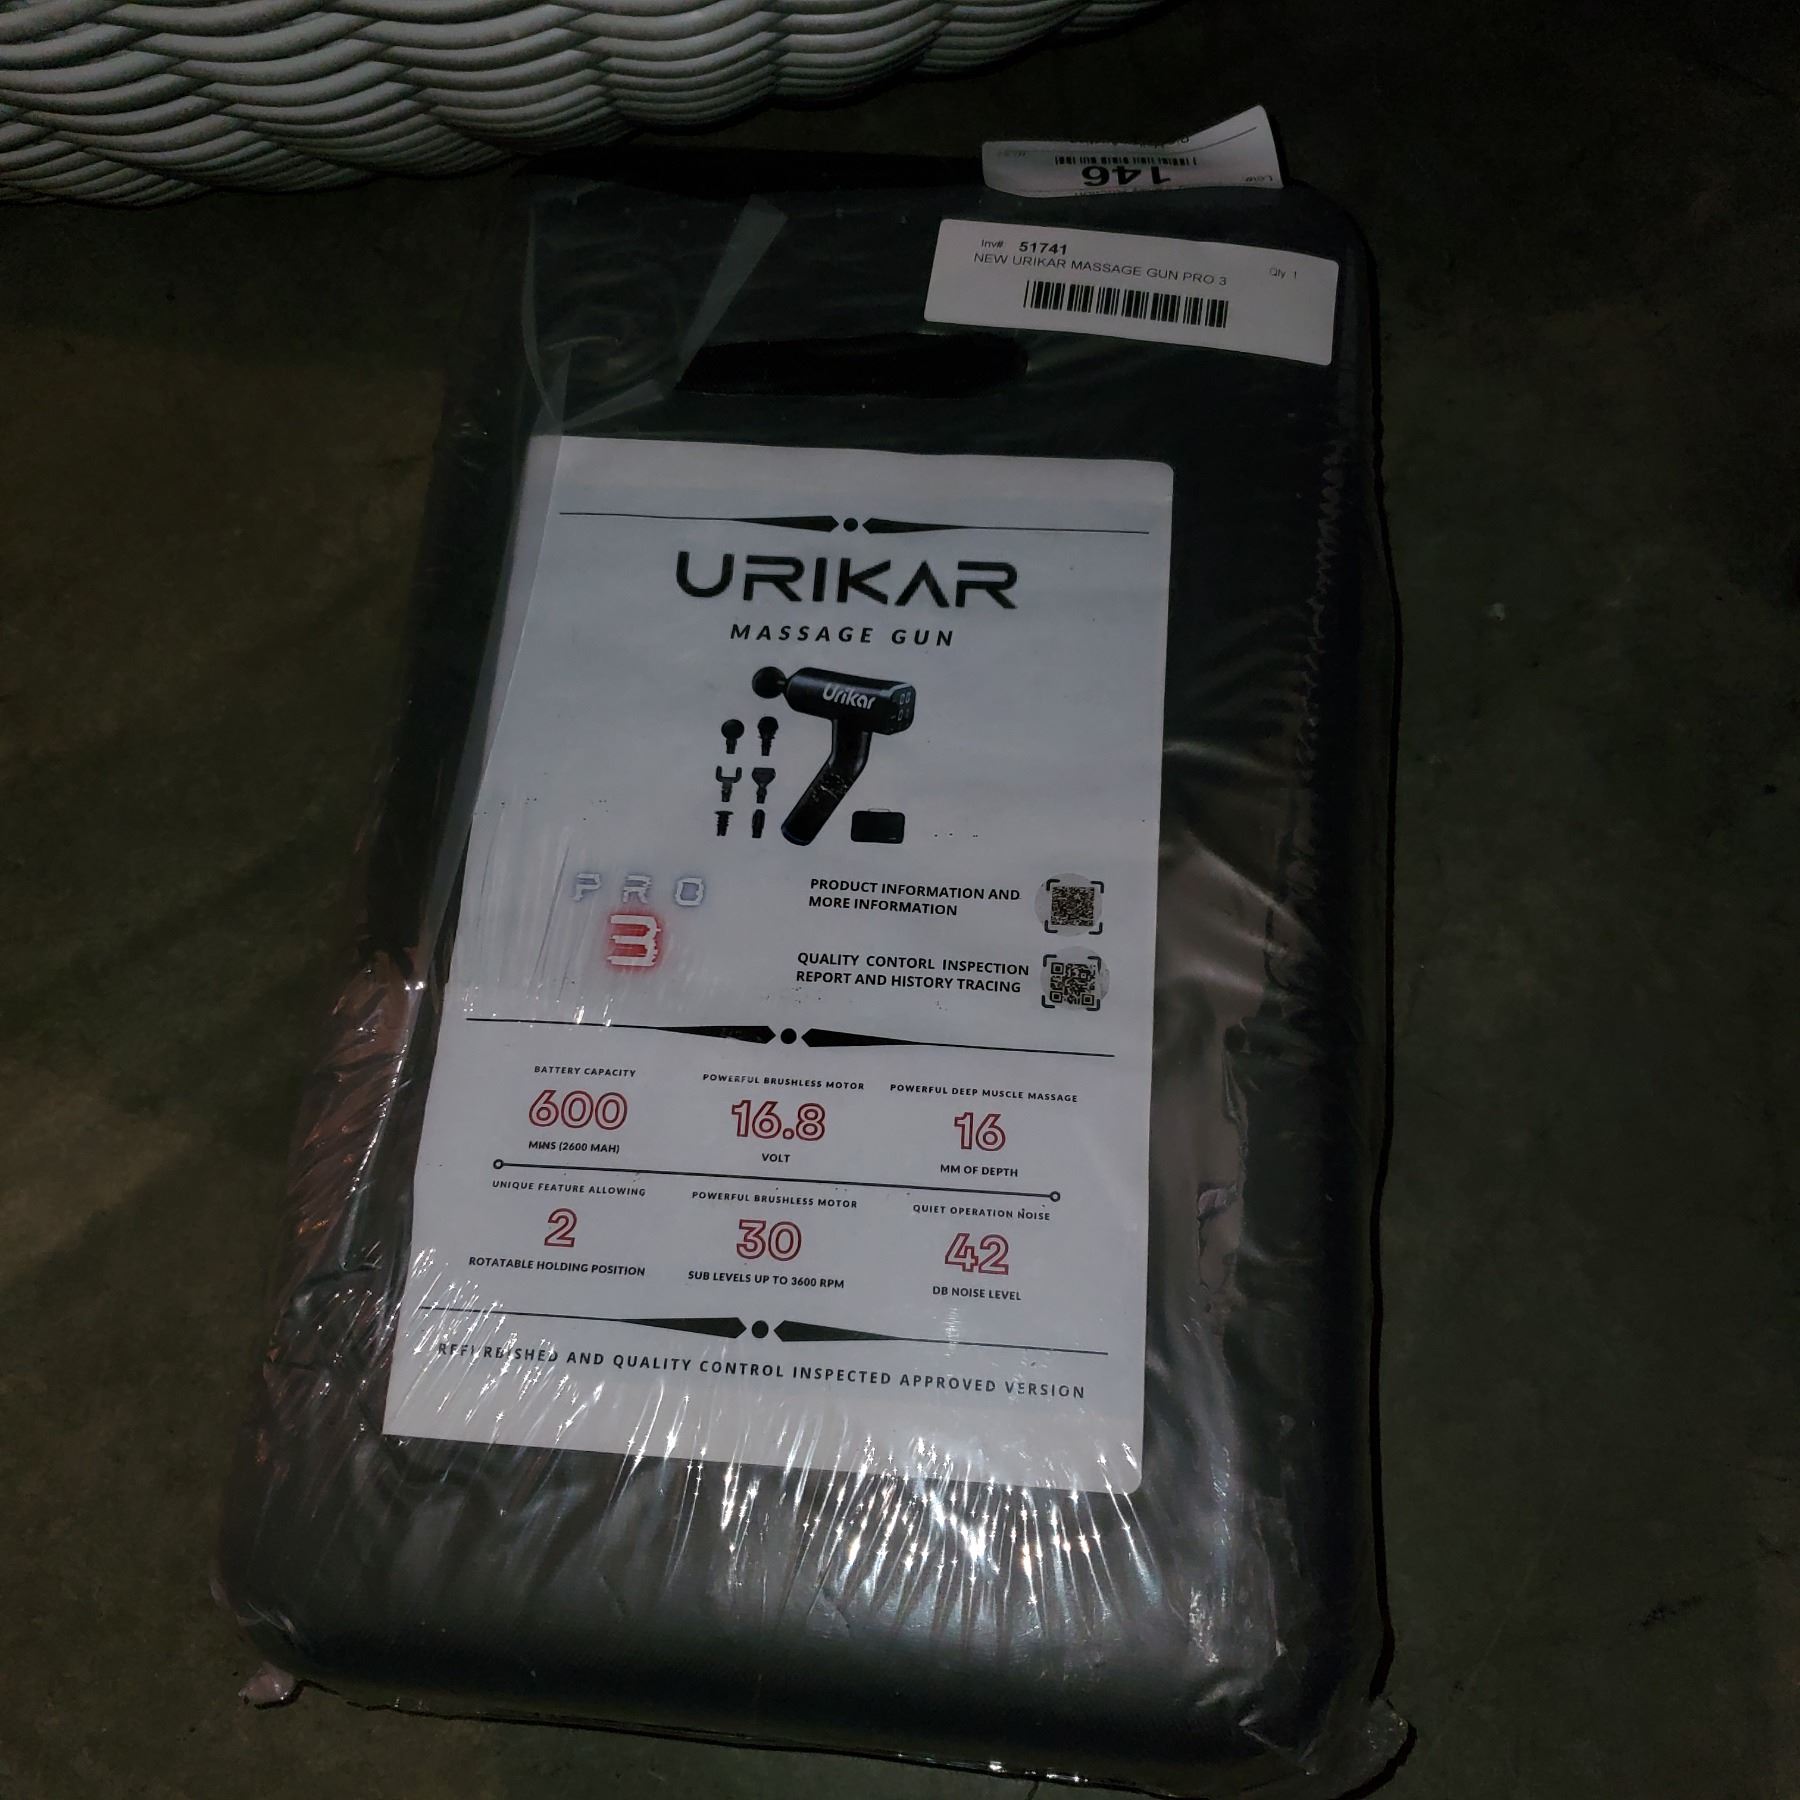 146
Inv# 51741
NEW URIKAR MASSAGE GUN PRO 3
Qty 1
URIKAR
MASSAGE GUN
Urikar
PRO
3
PRODUCT INFORMATION AND
MORE INFORMATION
QUALITY CONTORL INSPECTION
REPORT AND HISTORY TRACING
BATTERY CAPACITY
600
MINS (2600 MAH)
POWERFUL BRUSHLESS MOTOR
16.8
VOLT
POWERFUL DEEP MUSCLE MASSAGE
16
MM OF DEPTH
UNIQUE FEATURE ALLOWING
2
ROTATABLE HOLDING POSITION
POWERFUL BRUSHLESS MOTOR
30
SUB LEVELS UP TO 3600 RPM
QUIET OPERATION NOISE
42
DB NOISE LEVEL
REFURBISHED AND QUALITY CONTROL INSPECTED APPROVED VERSION